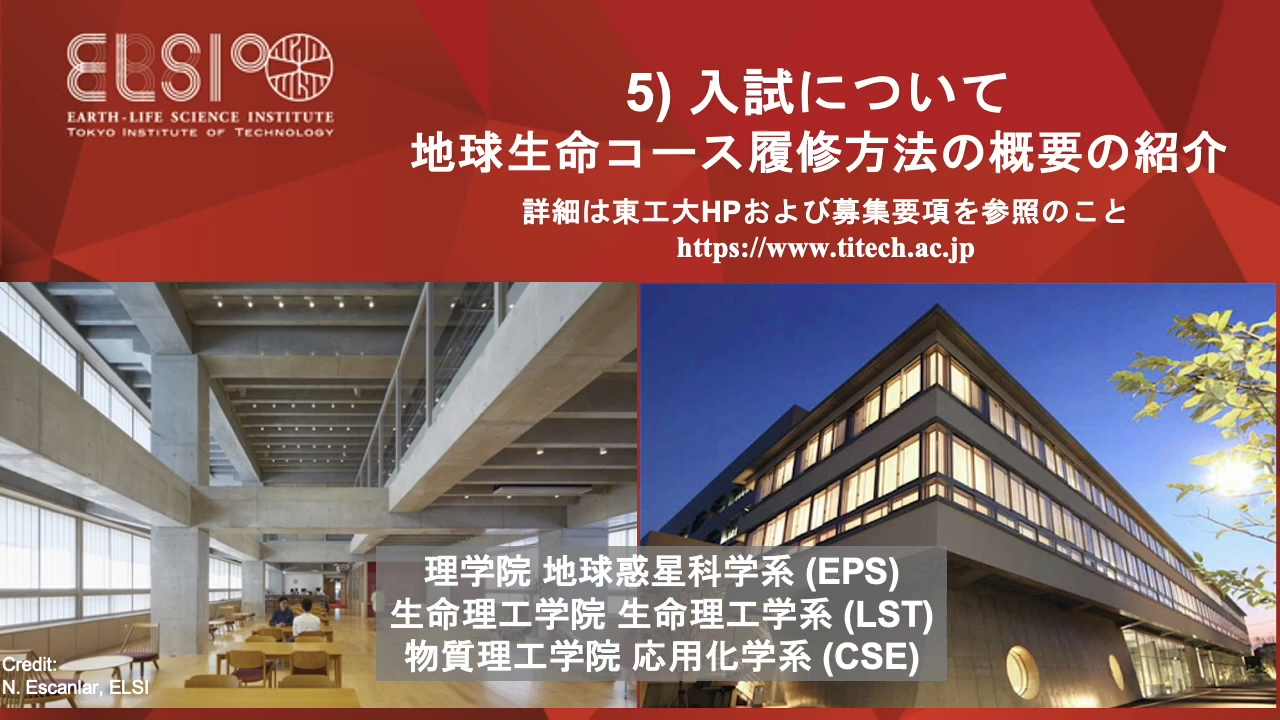 ELSI
EARTH-LIFE SCIENCE INSTITUTE
TOKYO INSTITUTE OF TECHNOLOGY
5) 入試について
地球生命コース履修方法の概要の紹介
詳細は東工大HPおよび募集要項を参照のこと
https://www.titech.ac.jp
理学院 地球惑星科学系 (EPS)
生命理工学院 生命理工学系 (LST)
物質理工学院 応用化学系 (CSE)
Credit:
N. Escanlar, ELSI